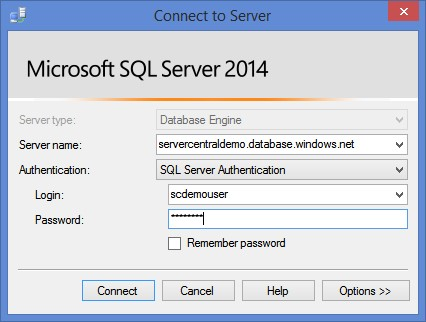 Connect to Server
Microsoft SQL Server 2014
Server type: Database Engine
Server name: servercentraldemo.database.windows.net
Authentication: SQL Server Authentication
Login: scdemouser
Password: ********
Remember password
Connect Cancel Help Options >>